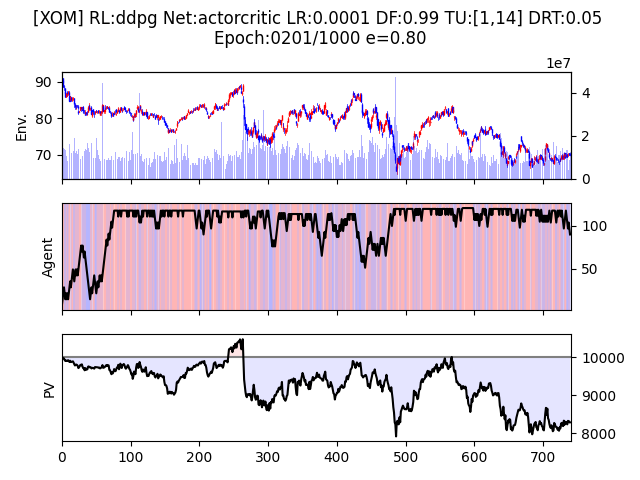 [XOM] RL:ddpg Net:actorcritic LR:0.0001 DF:0.99 TU:[1,14] DRT:0.05
Epoch:0201/1000 e=0.80
1e7
90
80
70
Env.
4
2
0
Agent
100
50
PV
10000
9000
8000
0 100 200 300 400 500 600 700